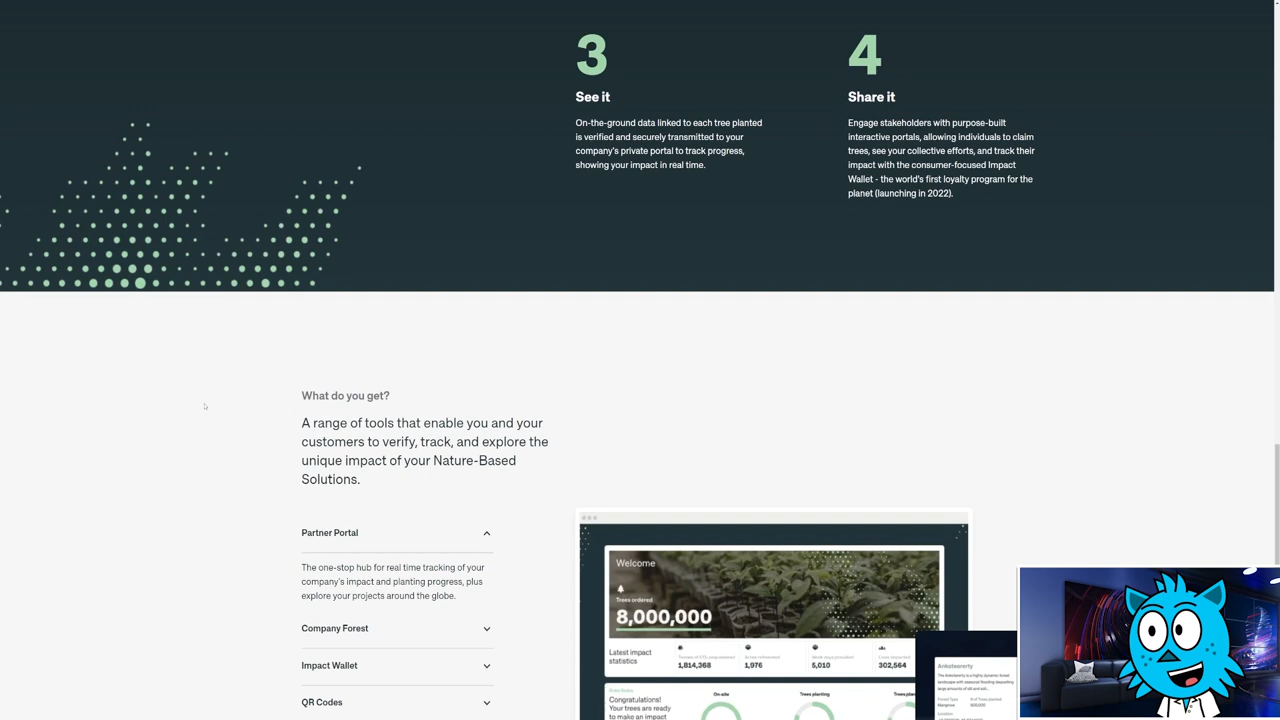 3
See it
On-the-ground data linked to each tree planted
is verified and securely transmitted to your
company's private portal to track progress,
showing your impact in real time.
4
Share it
Engage stakeholders with purpose-built
interactive portals, allowing individuals to claim
trees, see your collective efforts, and track their
impact with the consumer-focused Impact
Wallet - the world's first loyalty program for the
planet (launching in 2022).
What do you get?
A range of tools that enable you and your
customers to verify, track, and explore the
unique impact of your Nature-Based
Solutions.
Partner Portal
The one-stop hub for real time tracking of your
company's impact and planting progress, plus
explore your projects around the globe.
Company Forest
Impact Wallet
QR Codes
Welcome
Trees ordered
8,000,000
Latest impact
statistics
1,814,368
1,976
5,010
302,564
Congratulations!
Your trees are ready
to make an impact
On-site
Trees planting